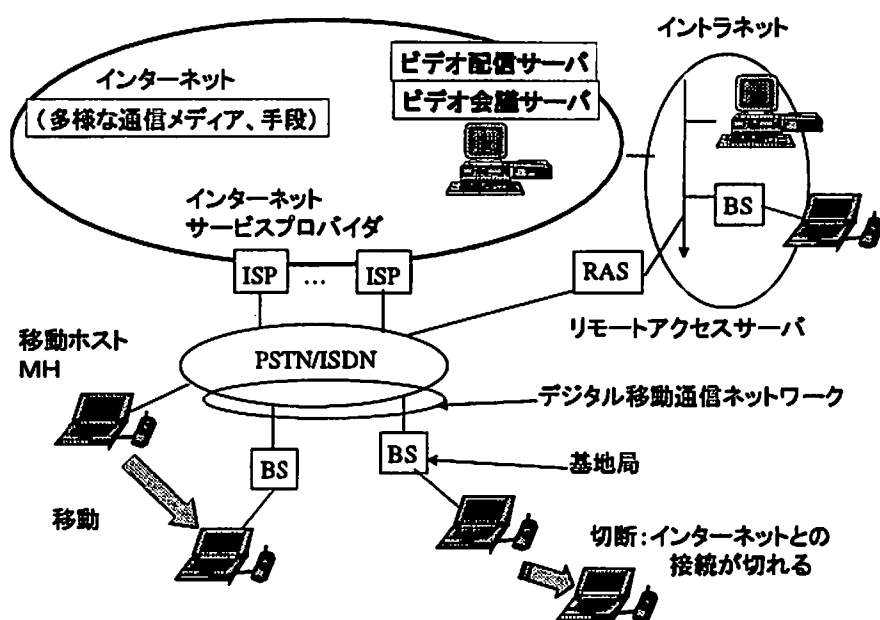 イントラネット
ビデオ配信サーバ
インターネット
(多様な通信メディア、手段)
ビデオ会議サーバ
インターネット
サービスプロバイダ
BS
ISP
...
ISP
RAS
リモートアクセスサーバ
移動ホスト
MH
PSTN/ISDN
デジタル移動通信ネットワーク
BS
BS
基地局
移動
切断:インターネットとの
接続が切れる